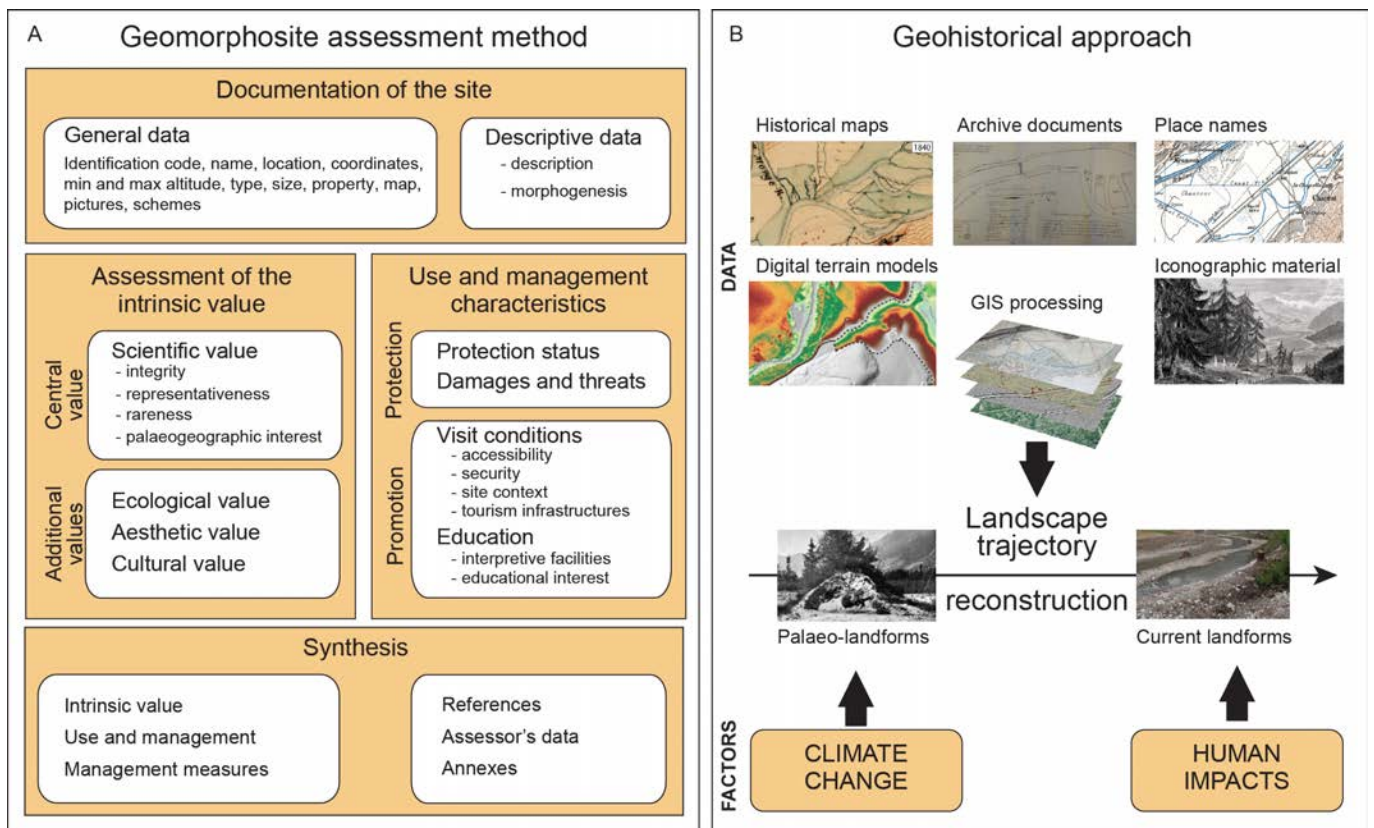 A
Geomorphosite assessment method
Documentation of the site
General data
Identification code, name, location, coordinates,
min and max altitude, type, size, property, map,
pictures, schemes
Descriptive data
- description
- morphogenesis
Assessment of the
intrinsic value
Central
value
Scientific value
- integrity
- representativeness
- rareness
- palaeogeographic interest
Additional
values
Ecological value
Aesthetic value
Cultural value
Use and management
characteristics
Protection
Protection status
Damages and threats
Promotion
Visit conditions
- accessibility
- security
- site context
- tourism infrastructures
Education
- interpretive facilities
- educational interest
Synthesis
Intrinsic value
Use and management
Management measures
References
Assessor's data
Annexes
B
Geohistorical approach
DATA
Historical maps
1840
Archive documents
Place names
Digital terrain models
GIS processing
Iconographic material
Landscape
trajectory
reconstruction
Palaeo-landforms
Current landforms
FACTORS
CLIMATE
CHANGE
HUMAN
IMPACTS